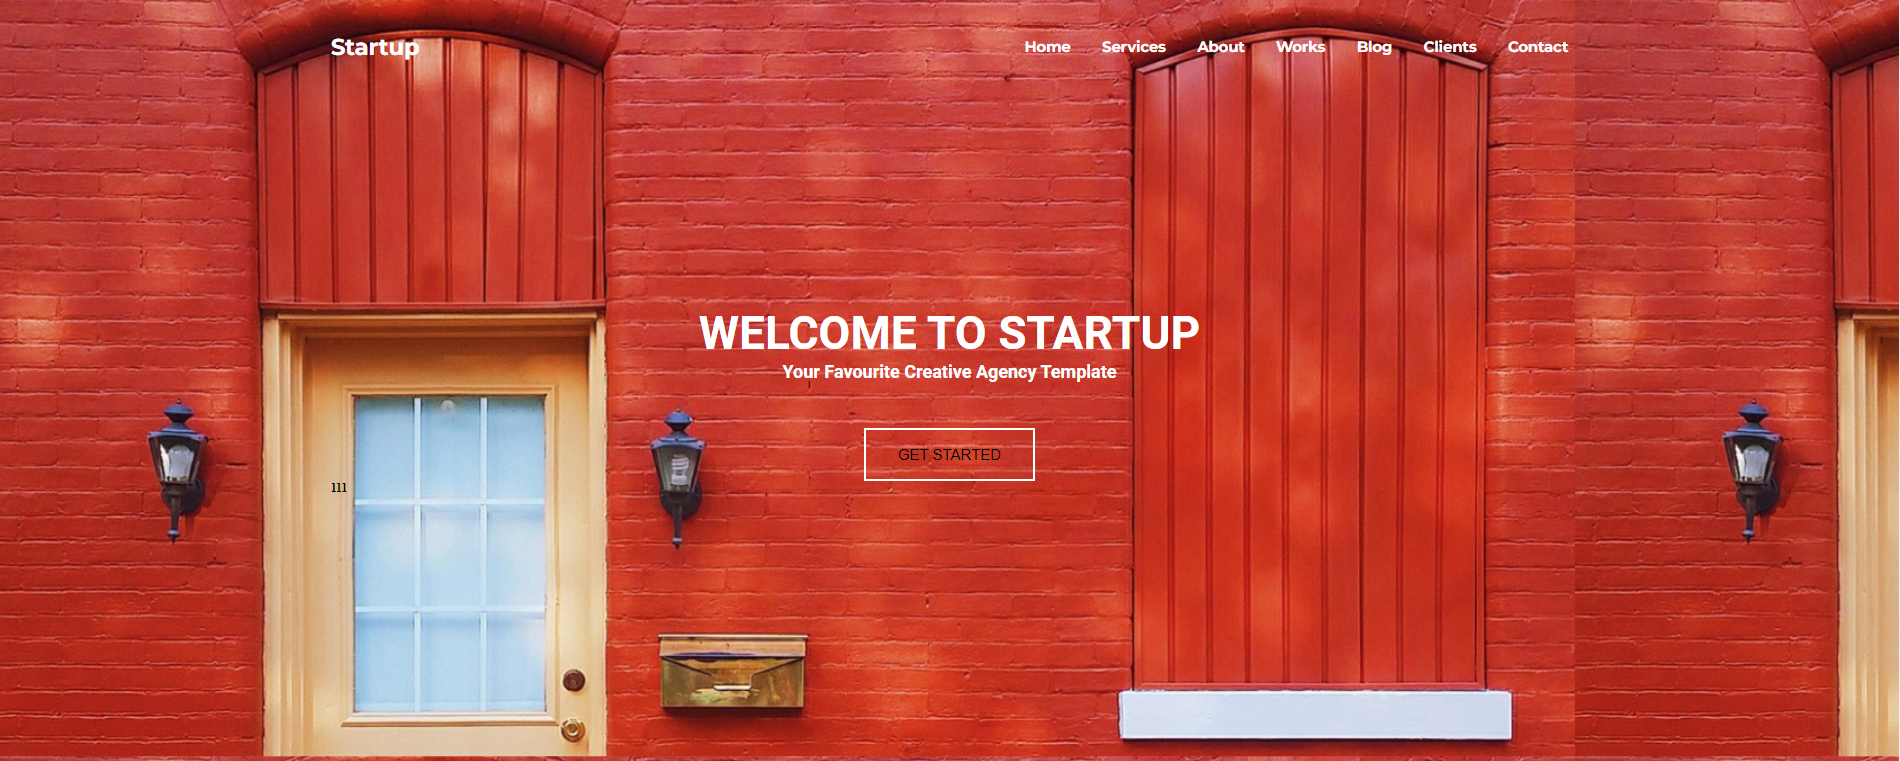 Startup
Home Services About Works Blog Clients Contact
WELCOME TO STARTUP
Your Favourite Creative Agency Template
GET STARTED
111